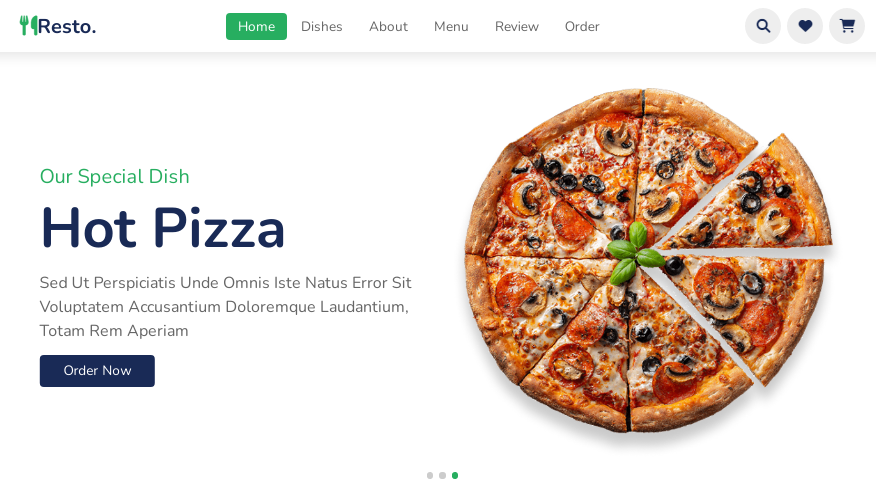 Resto.
Home Dishes About Menu Review Order
Our Special Dish
Hot Pizza
Sed Ut Perspiciatis Unde Omnis Iste Natus Error Sit
Voluptatem Accusantium Doloremque Laudantium,
Totam Rem Aperiam
Order Now